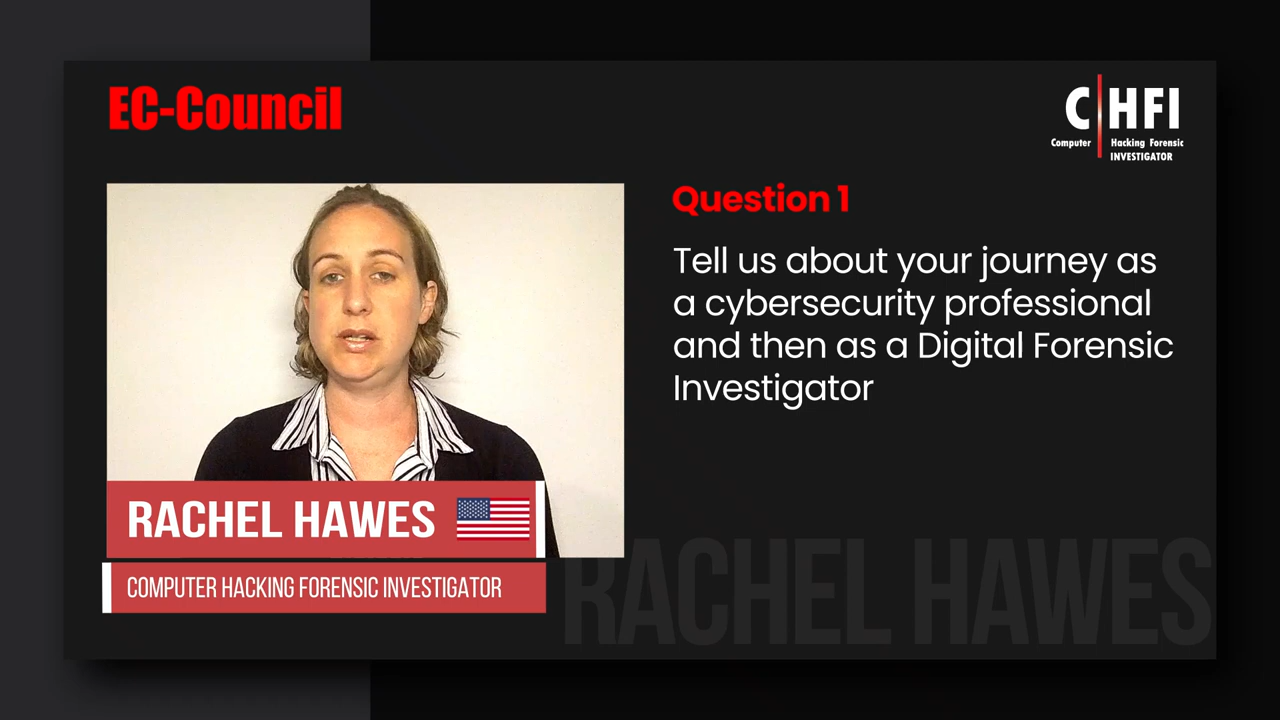 EC-Council
C HFI
Computer Hacking Forensic
INVESTIGATOR
Question 1
Tell us about your journey as
a cybersecurity professional
and then as a Digital Forensic
Investigator
RACHEL HAWES
COMPUTER HACKING FORENSIC INVESTIGATOR
RACHEL HAWES